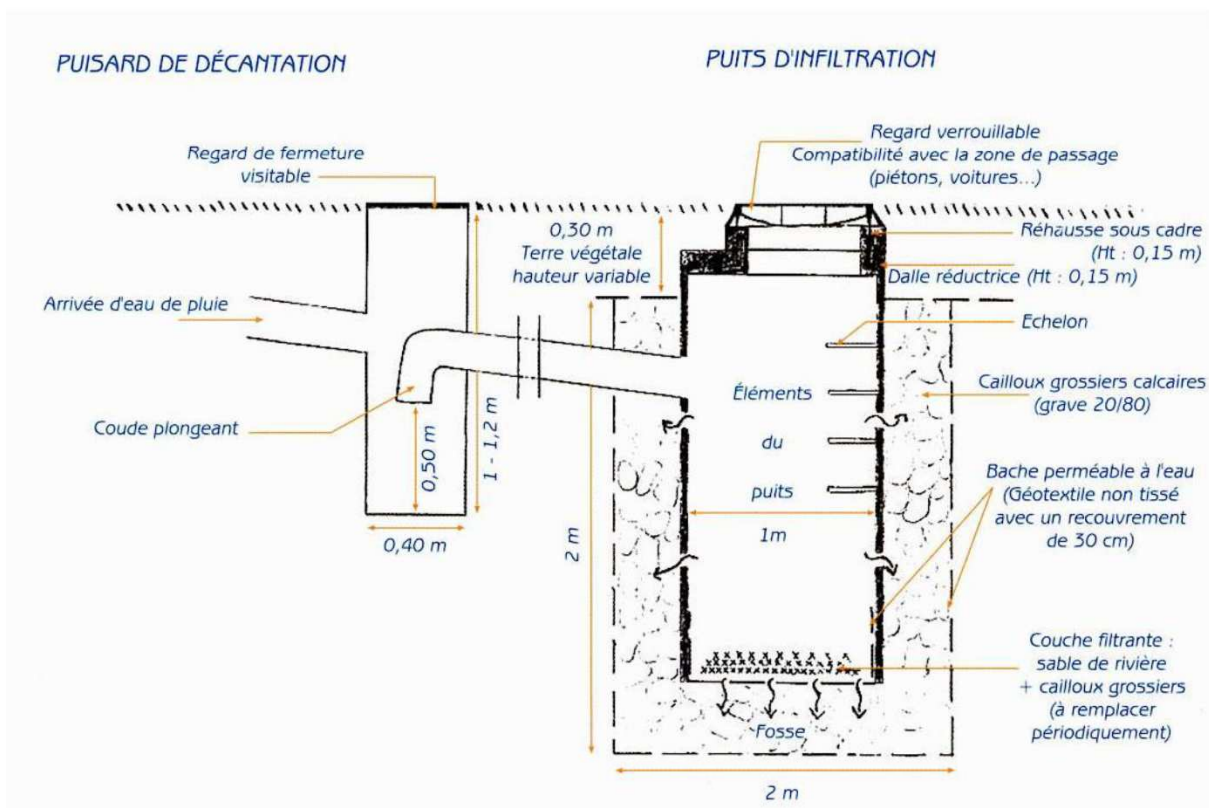 PUISARD DE DÉCANTATION
PUITS D'INFILTRATION
Regard de fermeture
visitable
Regard verrouillable
Compatibilité avec la zone de passage
(piétons, voitures...)
0,30 m
Terre végétale
hauteur variable
Réhausse sous cadre
(Ht : 0,15 m)
Dalle réductrice (Ht : 0,15 m)
Arrivée d'eau de pluie
Echelon
Cailloux grossiers calcaires
(grave 20/80)
Éléments
du
puits
Coude plongeant
0,50 m
1 - 1,2 m
0,40 m
2 m
1m
Bache perméable à l'eau
(Géotextile non tissé
avec un recouvrement
de 30 cm)
Couche filtrante :
sable de rivière
+ cailloux grossiers
(à remplacer
périodiquement)
Fosse
2 m